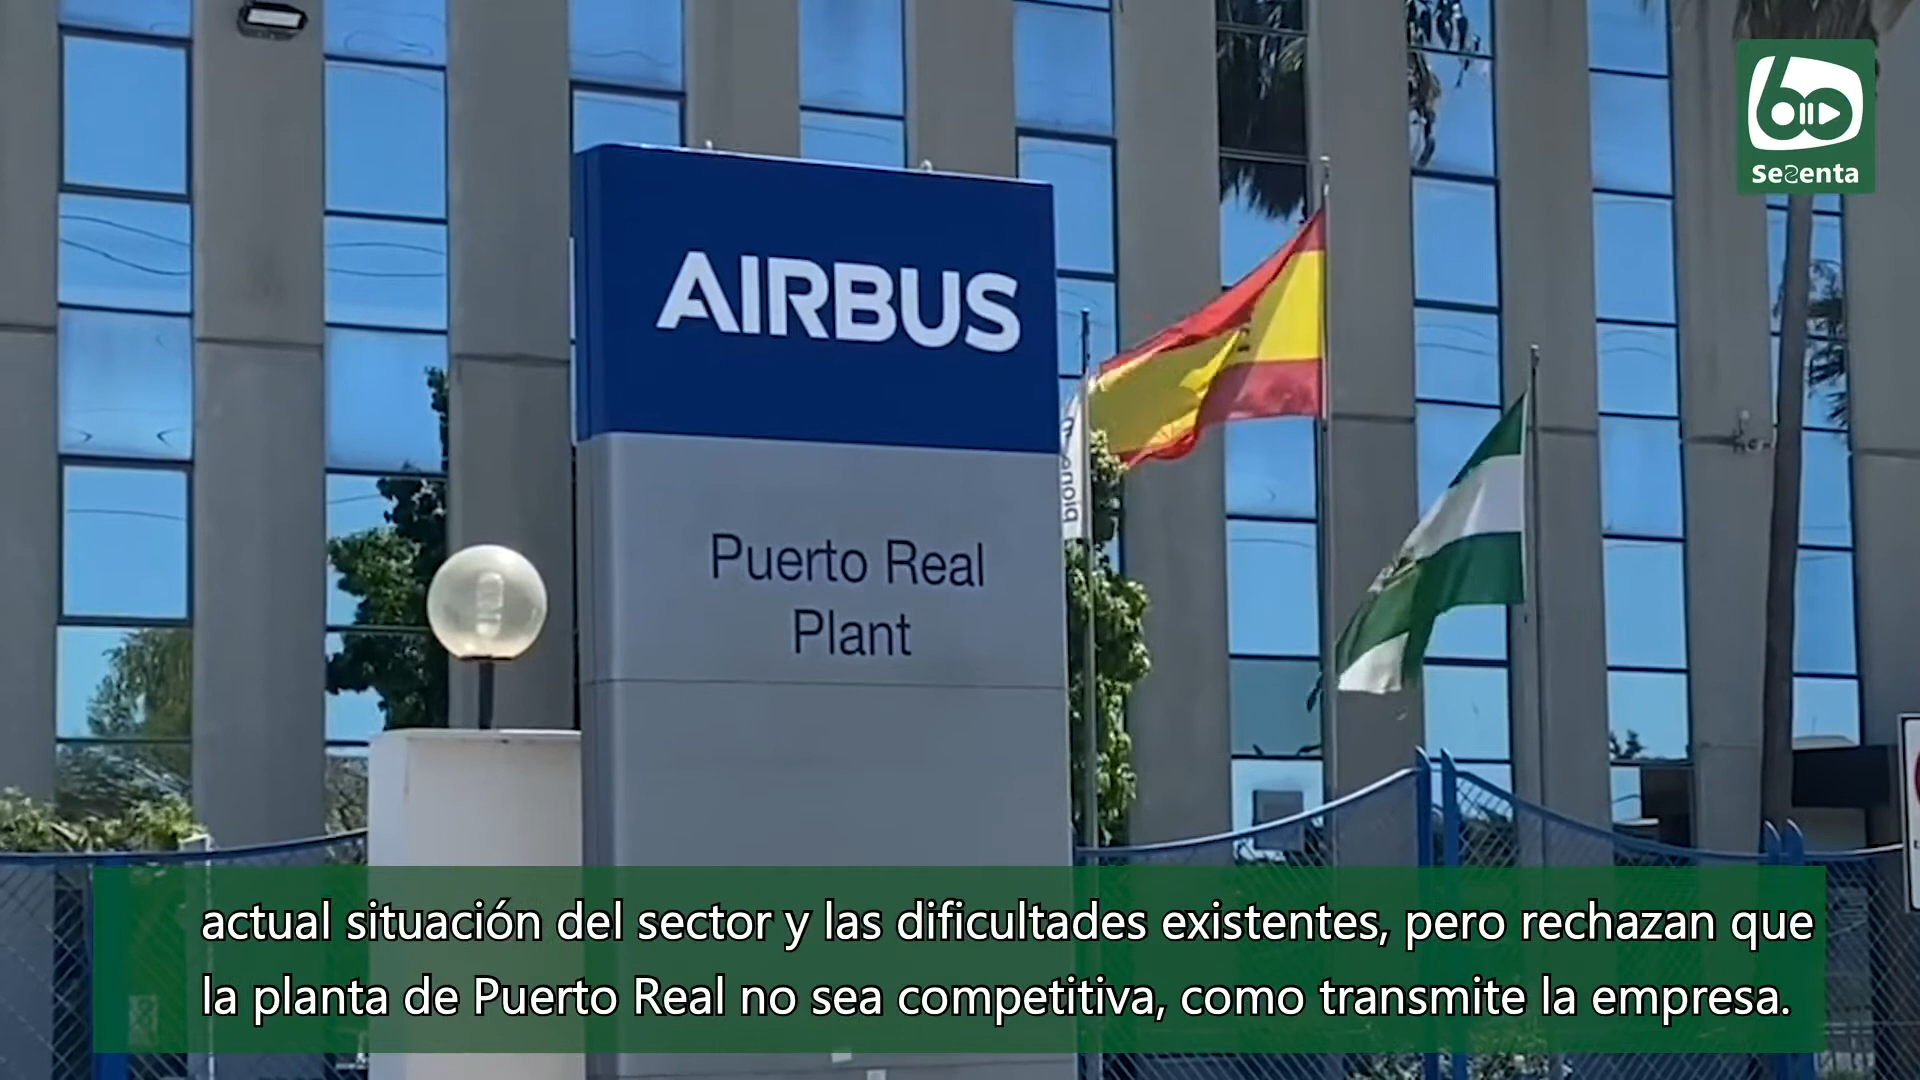 SeSenta
AIRBUS
Puerto Real
Plant
actual situación del sector y las dificultades existentes, pero rechazan que
la planta de Puerto Real no sea competitiva, como transmite la empresa.